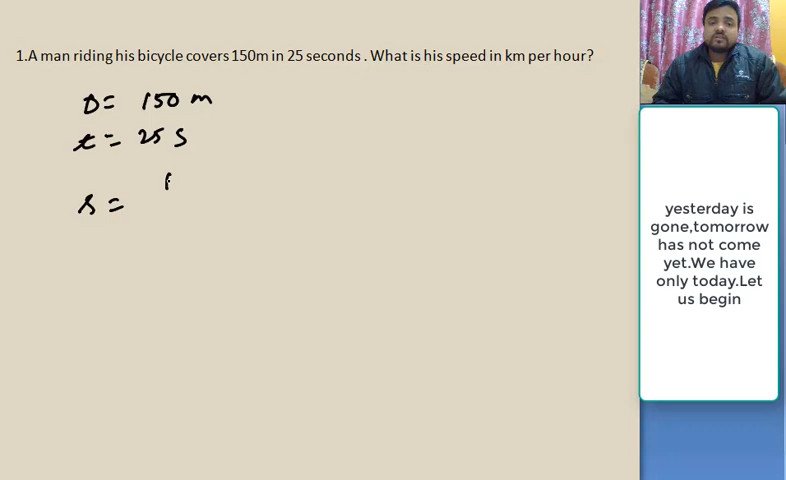 1.A man riding his bicycle covers 150m in 25 seconds . What is his speed in km per hour?
D = 150 m
t = 25 s
s =
yesterday is
gone,tomorrow
has not come
yet.We have
only today.Let
us begin